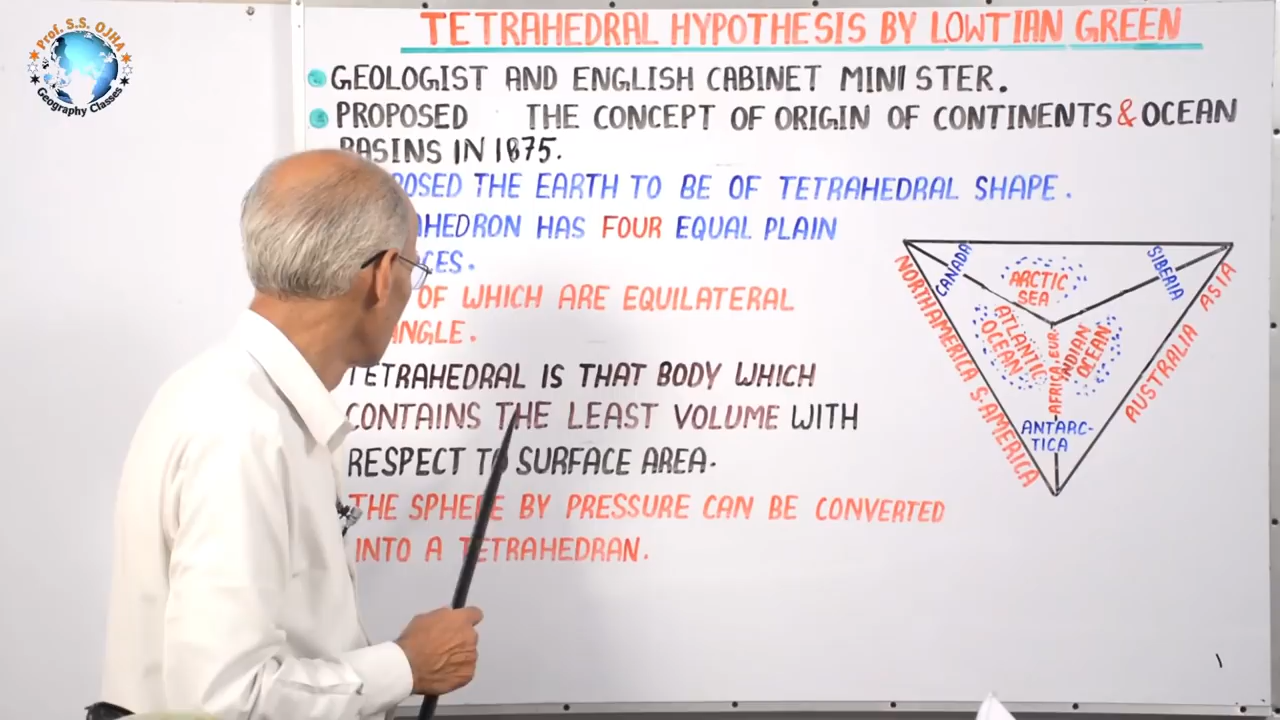 Prof. S.S. OJHA
Geography Classes
TETRAHEDRAL HYPOTHESIS BY LOWTIAN GREEN
GEOLOGIST AND ENGLISH CABINET MINISTER.
PROPOSED THE CONCEPT OF ORIGIN OF CONTINENTS & OCEAN
BASINS IN 1875.
THE EARTH TO BE OF TETRAHEDRAL SHAPE.
HAS FOUR EQUAL PLAIN
OF WHICH ARE EQUILATERAL
TETRAHEDRAL IS THAT BODY WHICH
CONTAINS THE LEAST VOLUME WITH
RESPECT TO SURFACE AREA.
THE SPHERE BY PRESSURE CAN BE CONVERTED
INTO A TETRAHEDRAN.
CANADA
ARCTIC
SEA
SIBERIA
NORTHAMERICA S.AMERICA
ATLANTIC
OCEAN
AFRICA EUR.
INDIAN
OCEAN
AUSTRALIA ASIA
ANTARC-
TICA